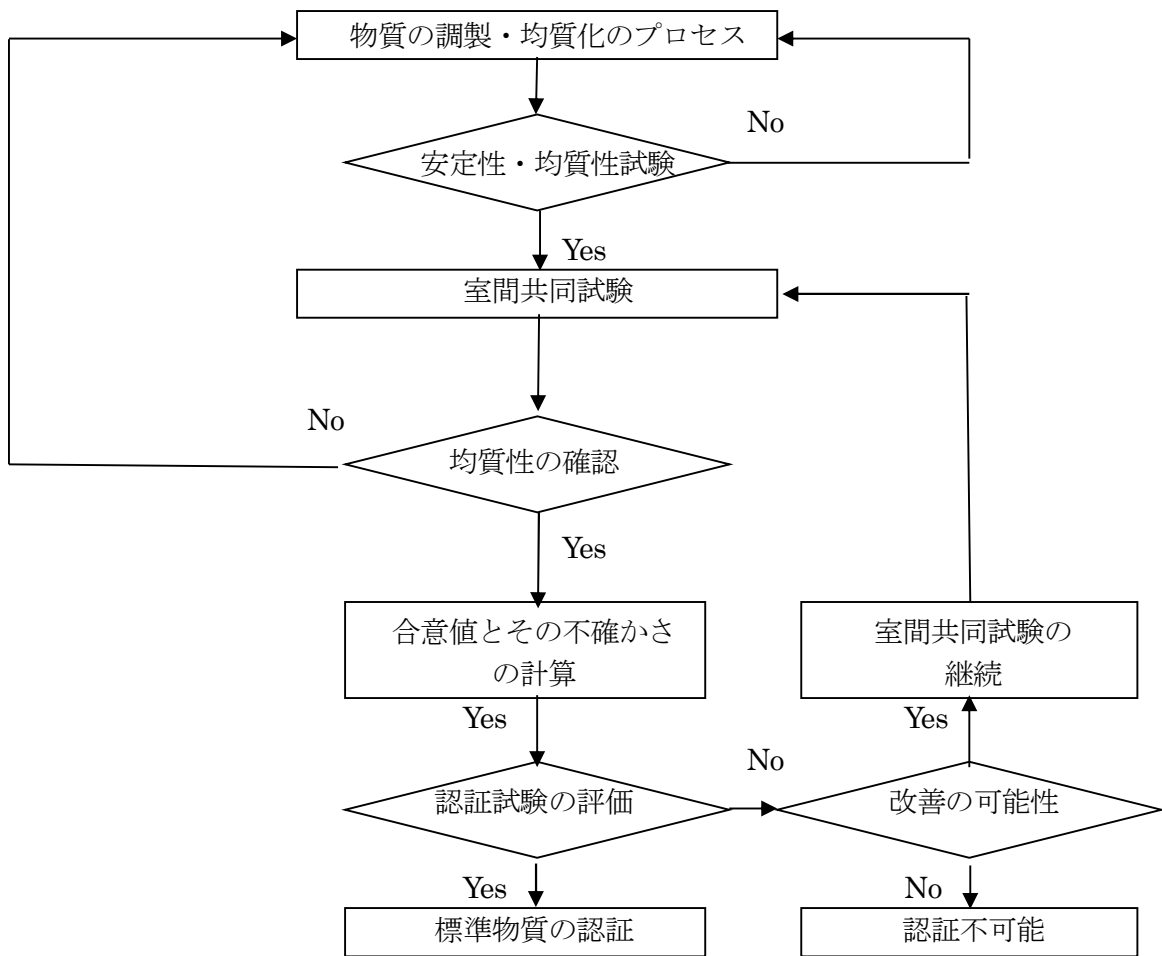 物質の調製・均質化のプロセス
No
安定性・均質性試験
Yes
室間共同試験
No
均質性の確認
Yes
合意値とその不確かさ
の計算
室間共同試験の
継続
Yes
Yes
No
認証試験の評価
改善の可能性
Yes
No
標準物質の認証
認証不可能